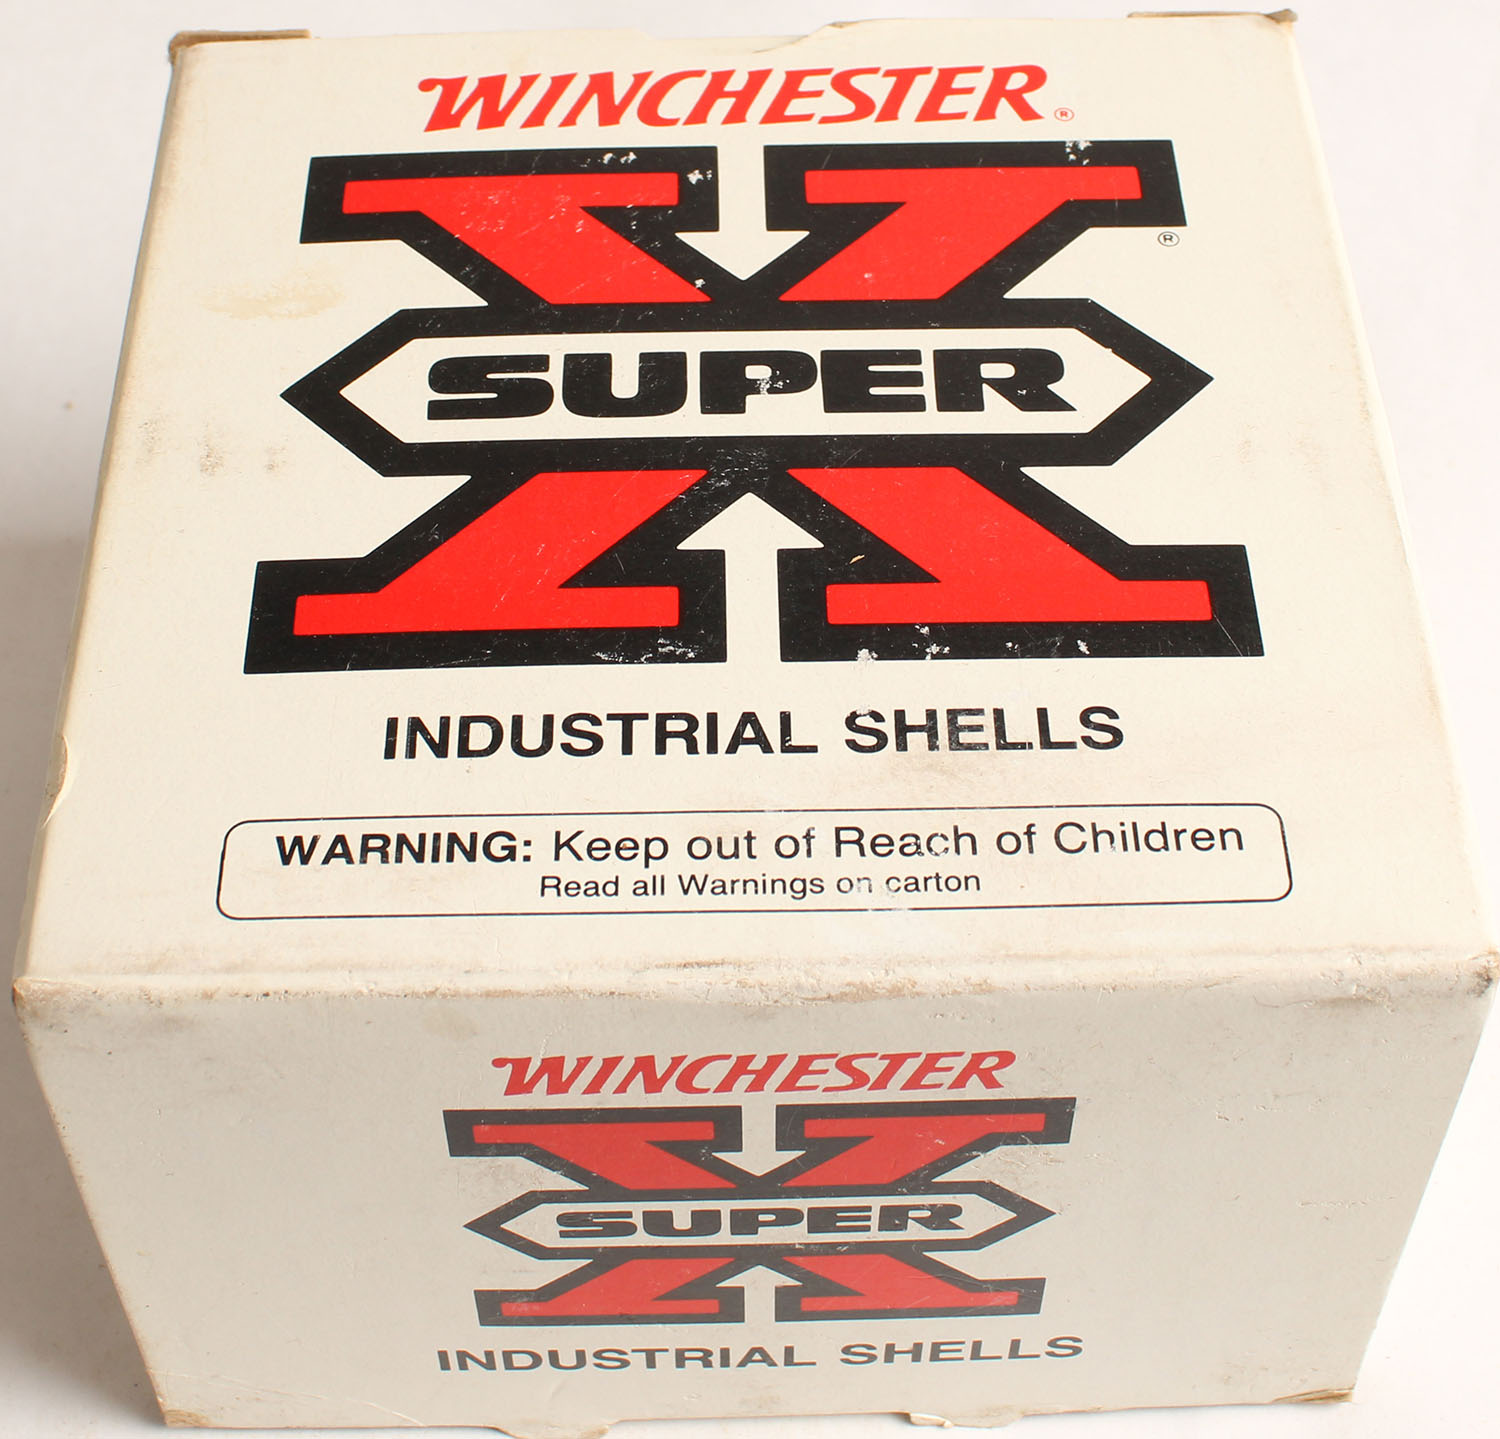 WINCHESTER®
SUPER X ®
INDUSTRIAL SHELLS
WARNING: Keep out of Reach of Children
Read all Warnings on carton
WINCHESTER
SUPER X
INDUSTRIAL SHELLS